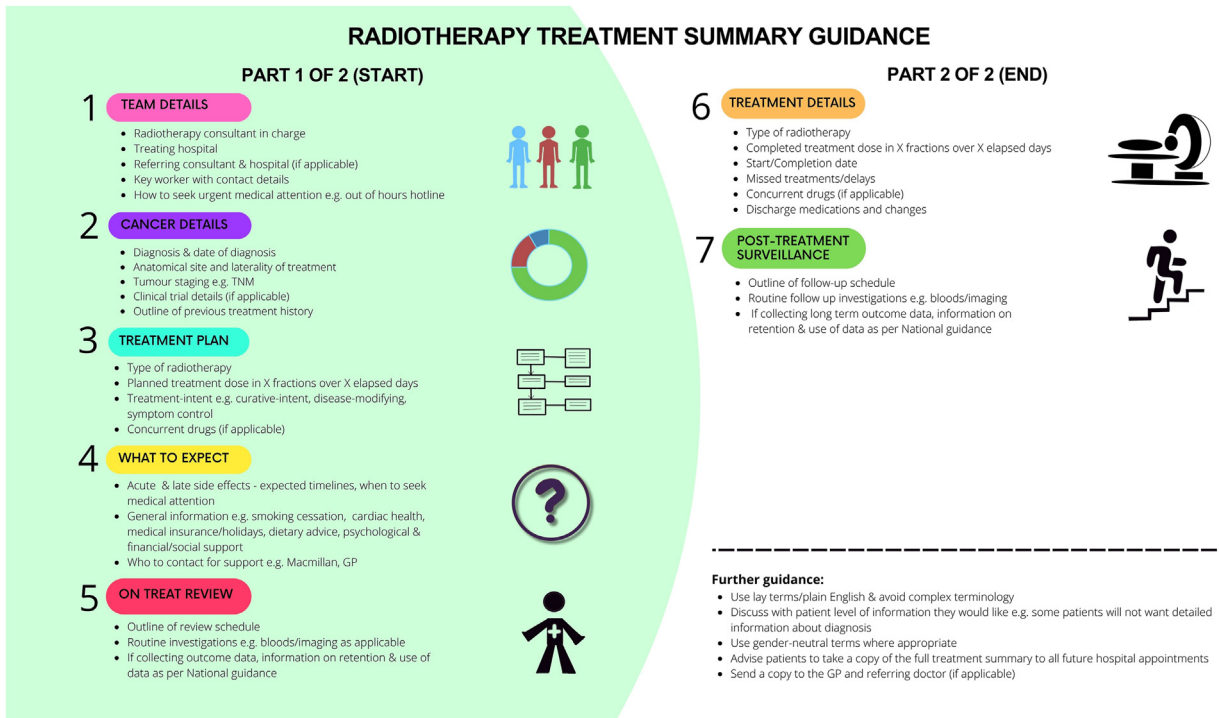 RADIOTHERAPY TREATMENT SUMMARY GUIDANCE
PART 1 OF 2 (START)
1 TEAM DETAILS
• Radiotherapy consultant in charge
• Treating hospital
• Referring consultant & hospital (if applicable)
• Key worker with contact details
• How to seek urgent medical attention e.g. out of hours hotline
2 CANCER DETAILS
• Diagnosis & date of diagnosis
• Anatomical site and laterality of treatment
• Tumour staging e.g. TNM
• Clinical trial details (if applicable)
• Outline of previous treatment history
3 TREATMENT PLAN
• Type of radiotherapy
• Planned treatment dose in X fractions over X elapsed days
• Treatment-intent e.g. curative-intent, disease-modifying,
symptom control
• Concurrent drugs (if applicable)
4 WHAT TO EXPECT
• Acute & late side effects - expected timelines, when to seek
medical attention
• General information e.g. smoking cessation, cardiac health,
medical insurance/holidays, dietary advice, psychological &
financial/social support
• Who to contact for support e.g. Macmillan, GP
?
5 ON TREAT REVIEW
• Outline of review schedule
• Routine investigations e.g. bloods/imaging as applicable
• If collecting outcome data, information on retention & use of
data as per National guidance
PART 2 OF 2 (END)
6 TREATMENT DETAILS
• Type of radiotherapy
• Completed treatment dose in X fractions over X elapsed days
• Start/Completion date
• Missed treatments/delays
• Concurrent drugs (if applicable)
• Discharge medications and changes
7 POST-TREATMENT
SURVEILLANCE
• Outline of follow-up schedule
• Routine follow up investigations e.g. bloods/imaging
• If collecting long term outcome data, information on
retention & use of data as per National guidance
Further guidance:
• Use lay terms/plain English & avoid complex terminology
• Discuss with patient level of information they would like e.g. some patients will not want detailed
information about diagnosis
• Use gender-neutral terms where appropriate
• Advise patients to take a copy of the full treatment summary to all future hospital appointments
• Send a copy to the GP and referring doctor (if applicable)